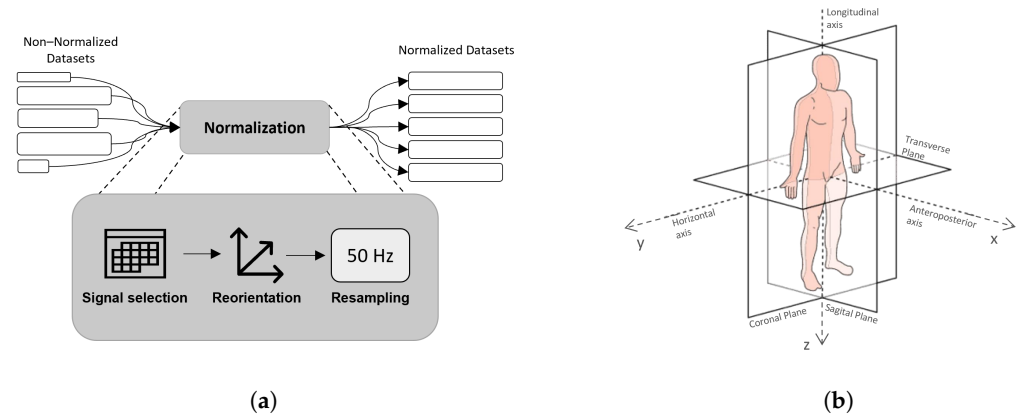 Non–Normalized
Datasets
Normalized Datasets
Normalization
50 Hz
Signal selection
Reorientation
Resampling
(a)
Longitudinal
axis
Transverse
Plane
Horizontal
axis
Anteroposterior
axis
y
x
Coronal Plane
Sagital Plane
z
(b)